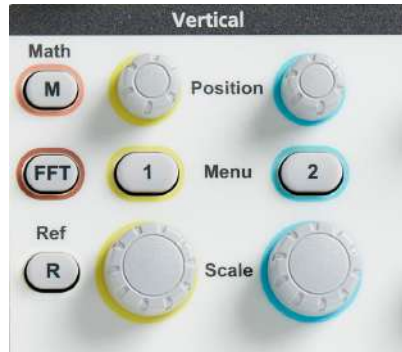 Vertical
Math
M
Position
FFT
1
Menu
2
Ref
R
Scale